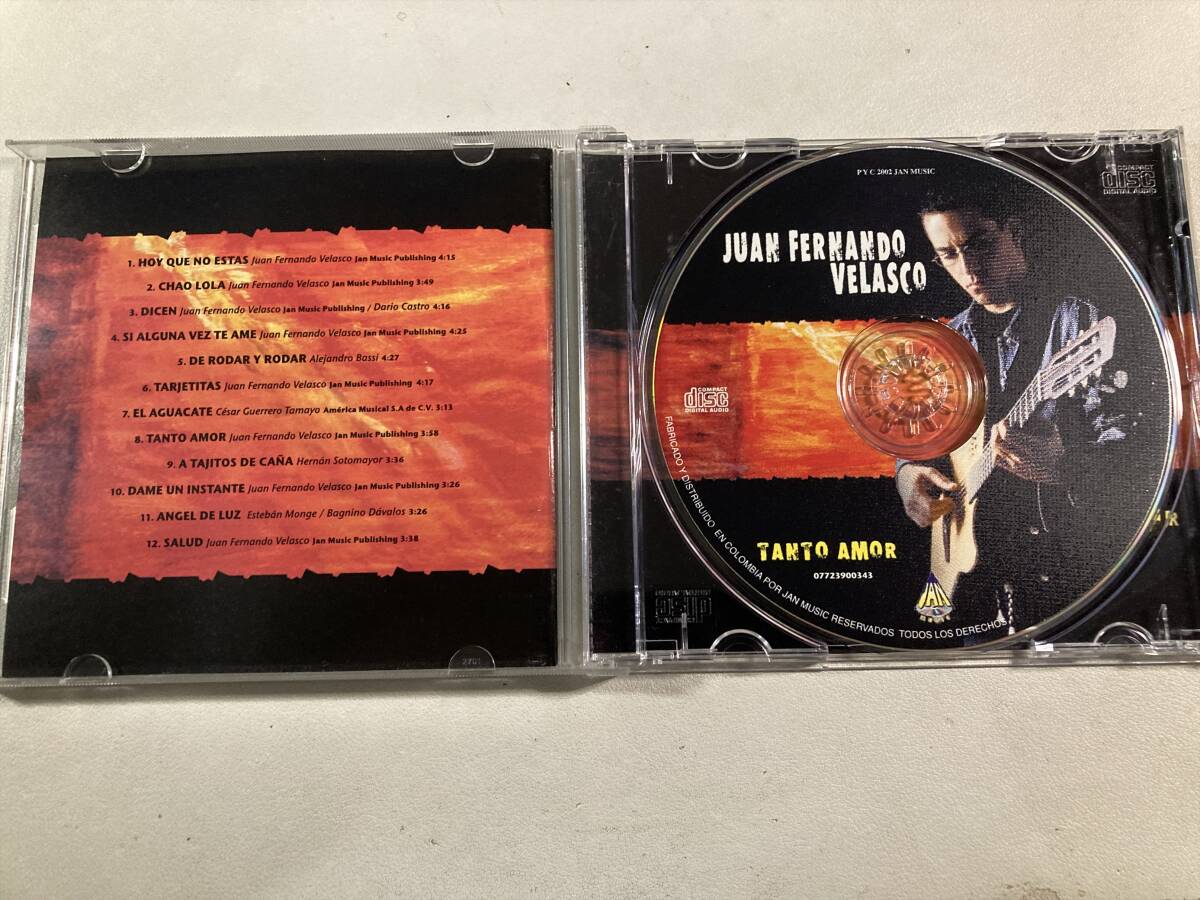 1. HOY QUE NO ESTAS Juan Fernando Velasco Jan Music Publishing 4:15
2. CHAO LOLA Juan Fernando Velasco Jan Music Publishing 3:49
3. DICEN Juan Fernando Velasco Jan Music Publishing / Darío Castro 4:16
4. SI ALGUNA VEZ TE AME Juan Fernando Velasco Jan Music Publishing 4:25
5. DE RODAR Y RODAR Alejandro Bassi 4:27
6. TARJETITAS Juan Fernando Velasco Jan Music Publishing 4:17
7. EL AGUACATE César Guerrero Tamayo América Musical S.A de C.V. 3:13
8. TANTO AMOR Juan Fernando Velasco Jan Music Publishing 3:58
9. A TAJITOS DE CAÑA Hernán Sotomayor 3:36
10. DAME UN INSTANTE Juan Fernando Velasco Jan Music Publishing 3:26
11. ANGEL DE LUZ Estebán Monge / Bagnino Dávalos 3:26
12. SALUD Juan Fernando Velasco Jan Music Publishing 3:38
P Y C 2002 JAN MUSIC
JUAN FERNANDO
VELASCO
COMPACT
disc
DIGITAL AUDIO
COMPACT
disc
DIGITAL AUDIO
TANTO AMOR
07723900343
JAN
MUSIC
FABRICADO Y DISTRIBUIDO EN COLOMBIA POR JAN MUSIC RESERVADOS TODOS LOS DERECHOS